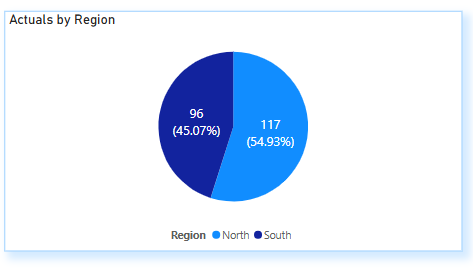 Actuals by Region
96
(45.07%)
117
(54.93%)
Region North South